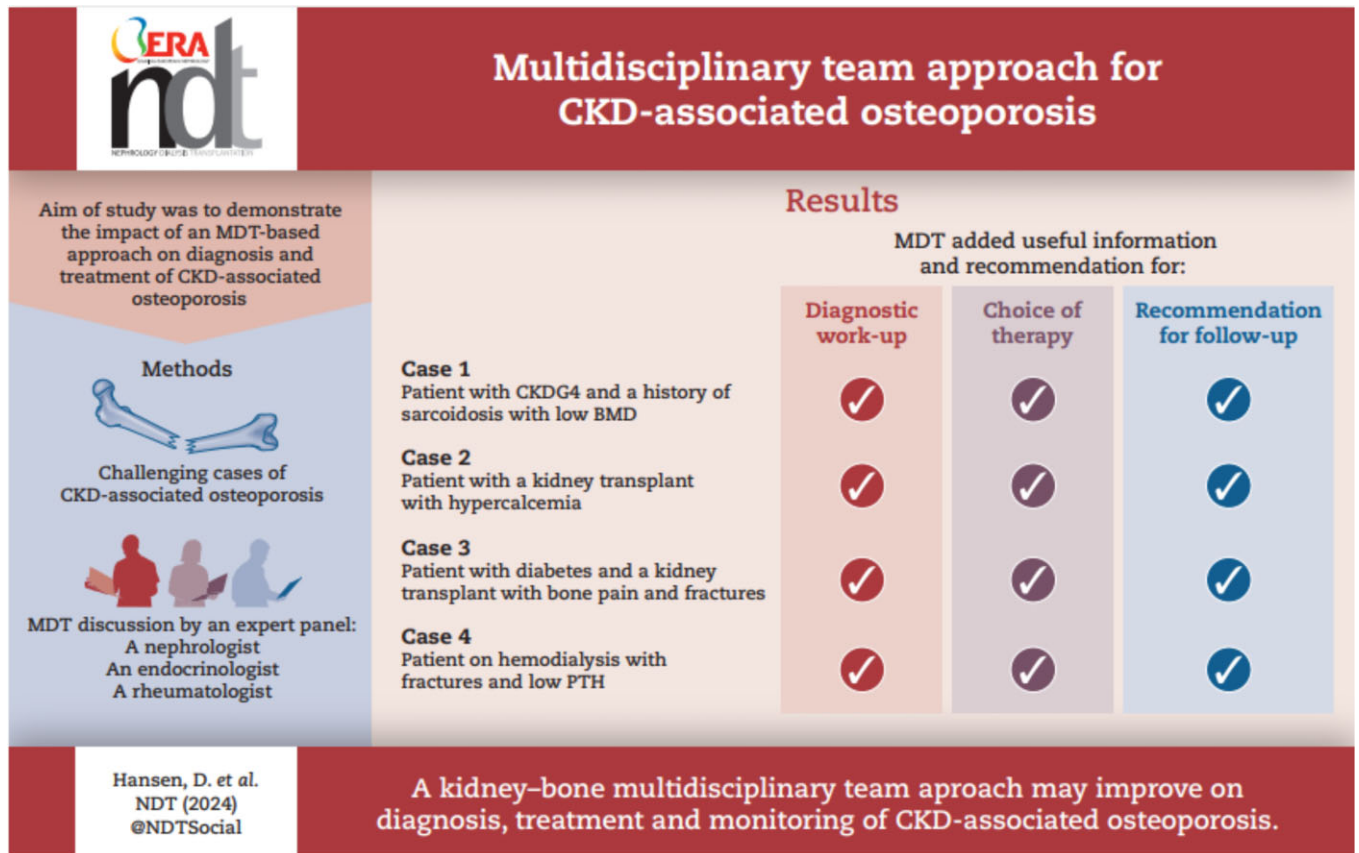 ERA
ndt
NEPHROLOGY DIALYSIS TRANSPLANTATION
Multidisciplinary team approach for
CKD-associated osteoporosis
Aim of study was to demonstrate
the impact of an MDT-based
approach on diagnosis and
treatment of CKD-associated
osteoporosis
Methods
Challenging cases of
CKD-associated osteoporosis
MDT discussion by an expert panel:
A nephrologist
An endocrinologist
A rheumatologist
Results
MDT added useful information
and recommendation for:
Diagnostic
work-up
Choice of
therapy
Recommendation
for follow-up
Case 1
Patient with CKDG4 and a history of
sarcoidosis with low BMD
Case 2
Patient with a kidney transplant
with hypercalcemia
Case 3
Patient with diabetes and a kidney
transplant with bone pain and fractures
Case 4
Patient on hemodialysis with
fractures and low PTH
Hansen, D. et al.
NDT (2024)
@NDTSocial
A kidney–bone multidisciplinary team aproach may improve on
diagnosis, treatment and monitoring of CKD-associated osteoporosis.